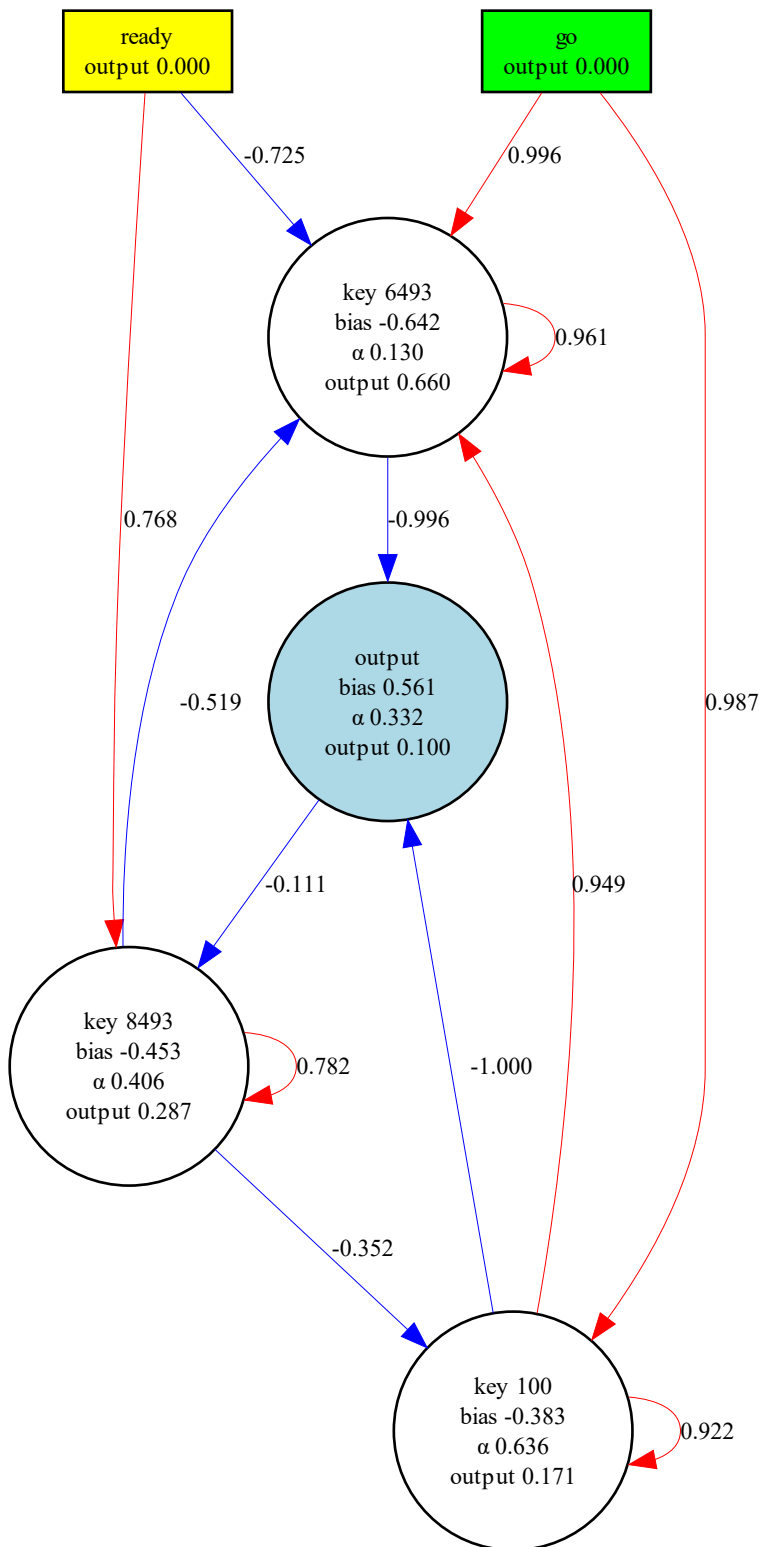 ready
output 0.000
go
output 0.000
-0.725
0.996
key 6493
bias -0.642
α 0.130
output 0.660
0.961
0.768
-0.996
-0.519
output
bias 0.561
α 0.332
output 0.100
0.987
-0.111
0.949
key 8493
bias -0.453
α 0.406
output 0.287
0.782
-1.000
-0.352
key 100
bias -0.383
α 0.636
output 0.171
0.922